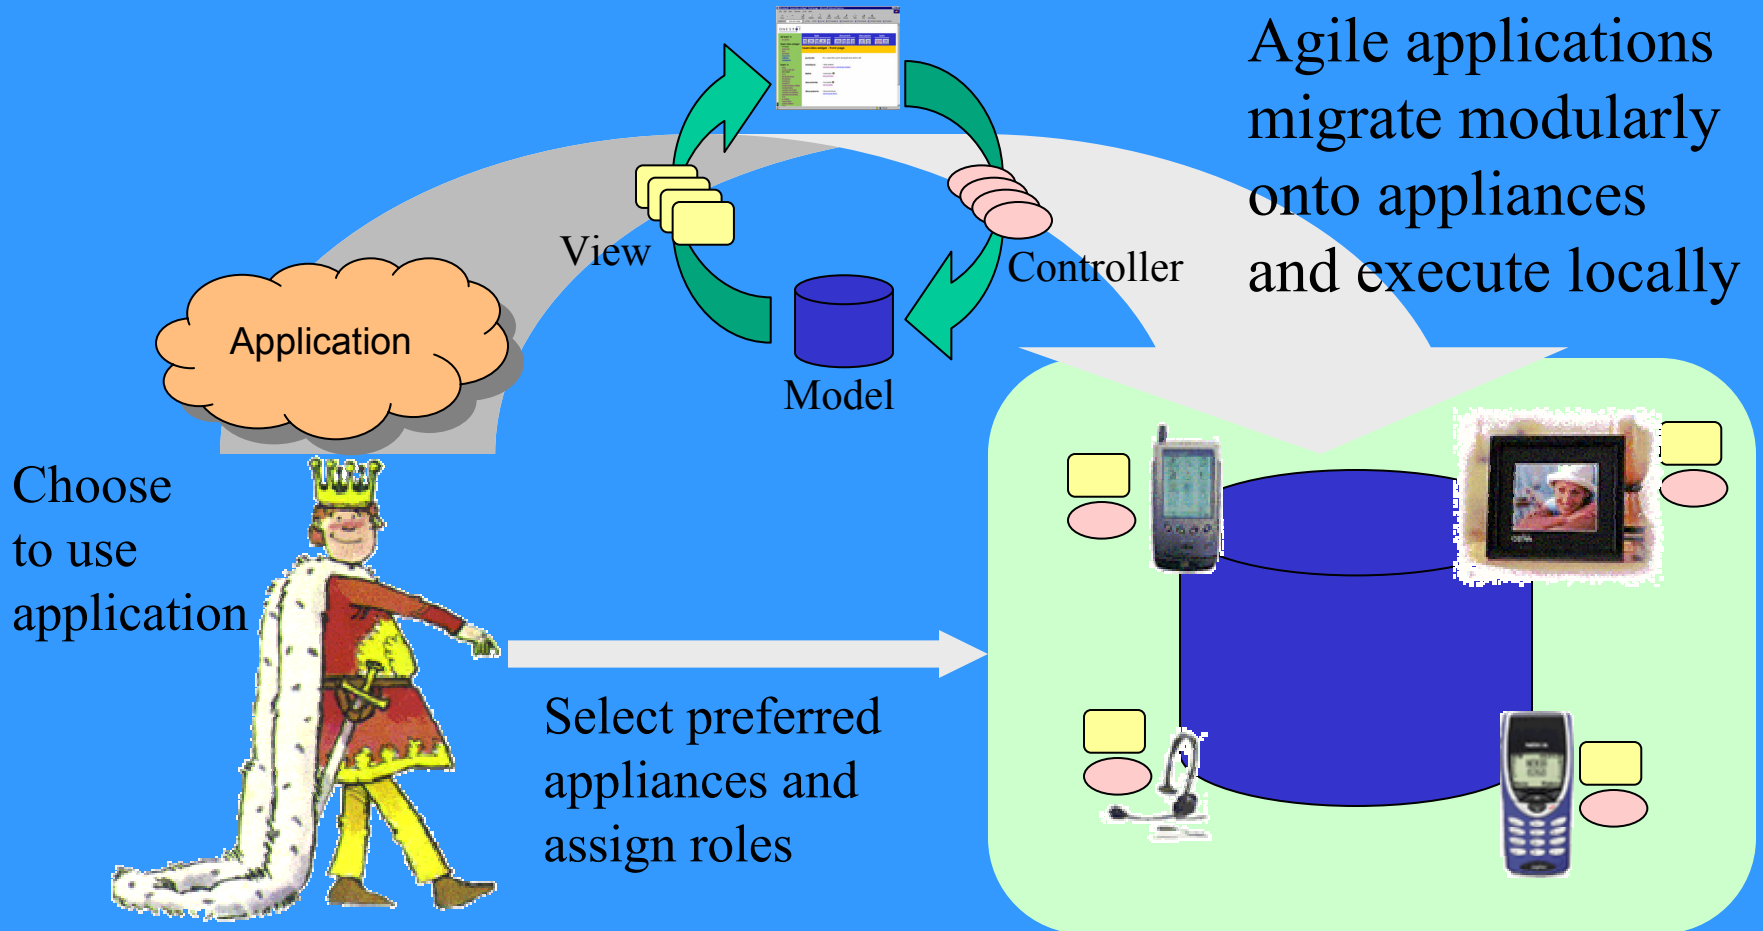 Agile applications
migrate modularly
onto appliances
and execute locally
View
Controller
Application
Model
Choose
to use
application
Select preferred
appliances and
assign roles